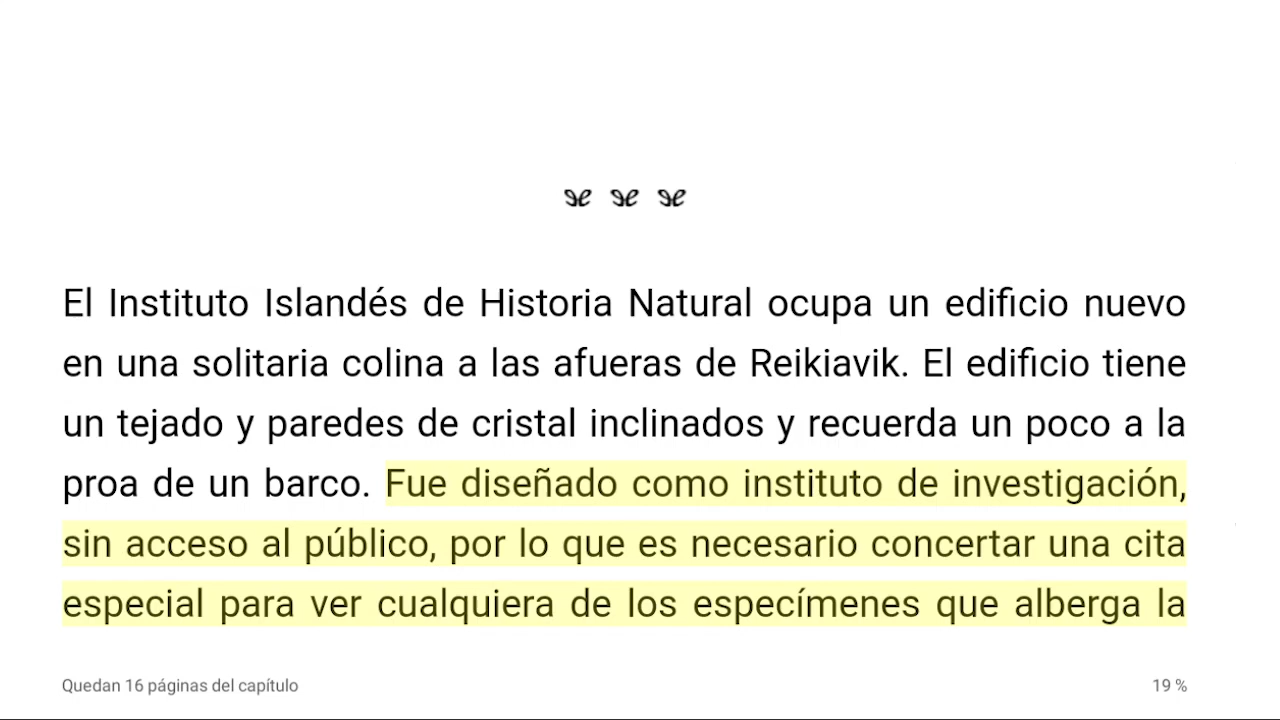 El Instituto Islandés de Historia Natural ocupa un edificio nuevo
en una solitaria colina a las afueras de Reikiavik. El edificio tiene
un tejado y paredes de cristal inclinados y recuerda un poco a la
proa de un barco. Fue diseñado como instituto de investigación,
sin acceso al público, por lo que es necesario concertar una cita
especial para ver cualquiera de los especímenes que alberga la
Quedan 16 páginas del capítulo
19 %